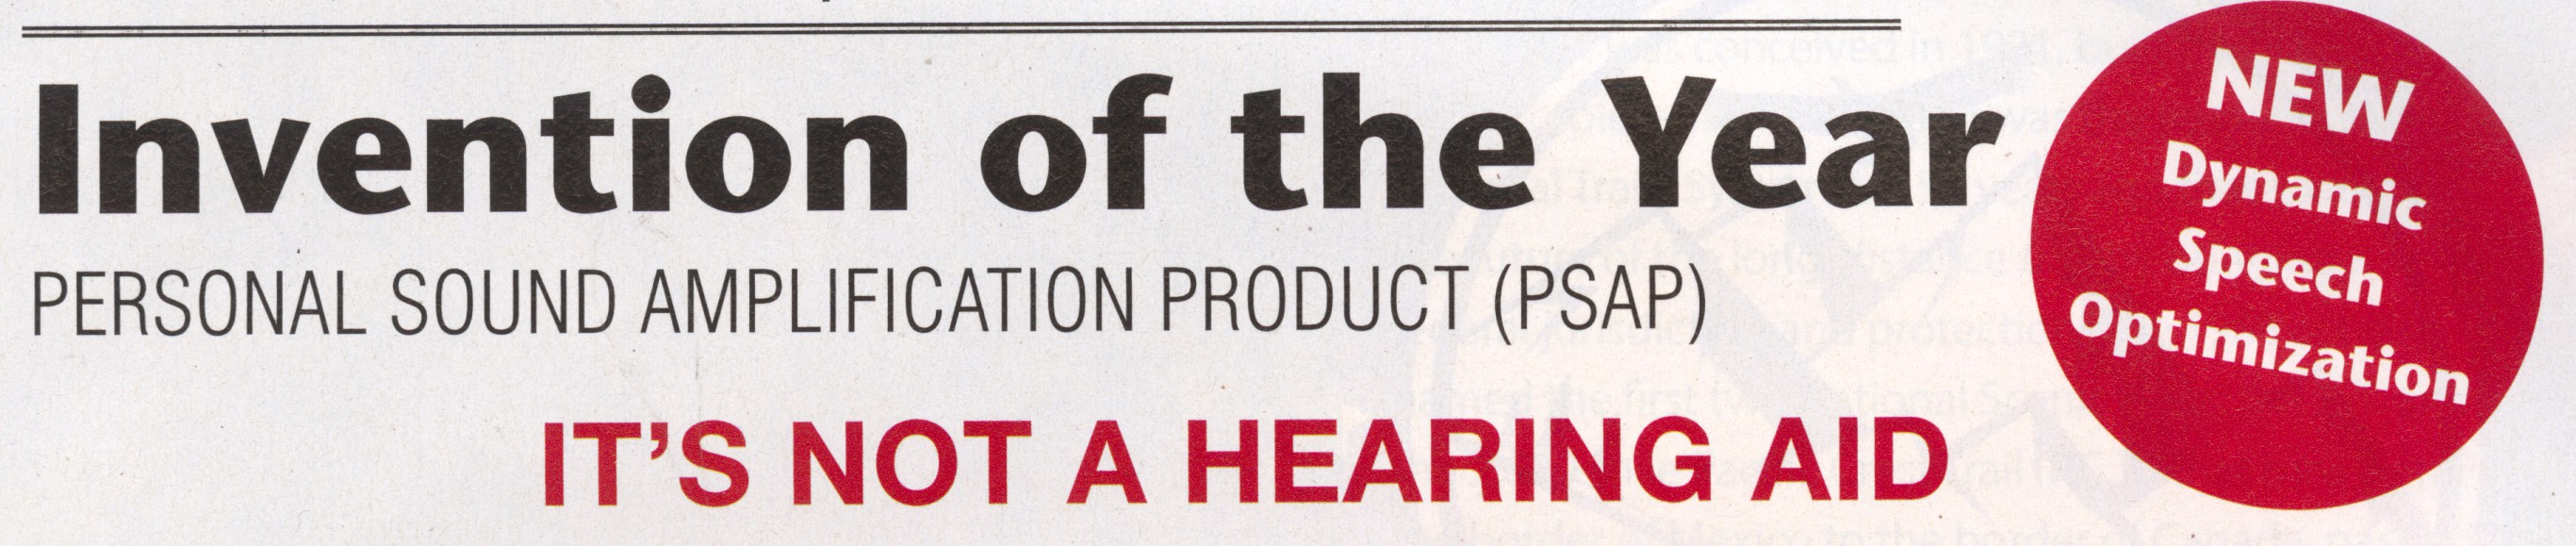 Invention of the Year
PERSONAL SOUND AMPLIFICATION PRODUCT (PSAP)
IT'S NOT A HEARING AID
NEW
Dynamic
Speech
Optimization